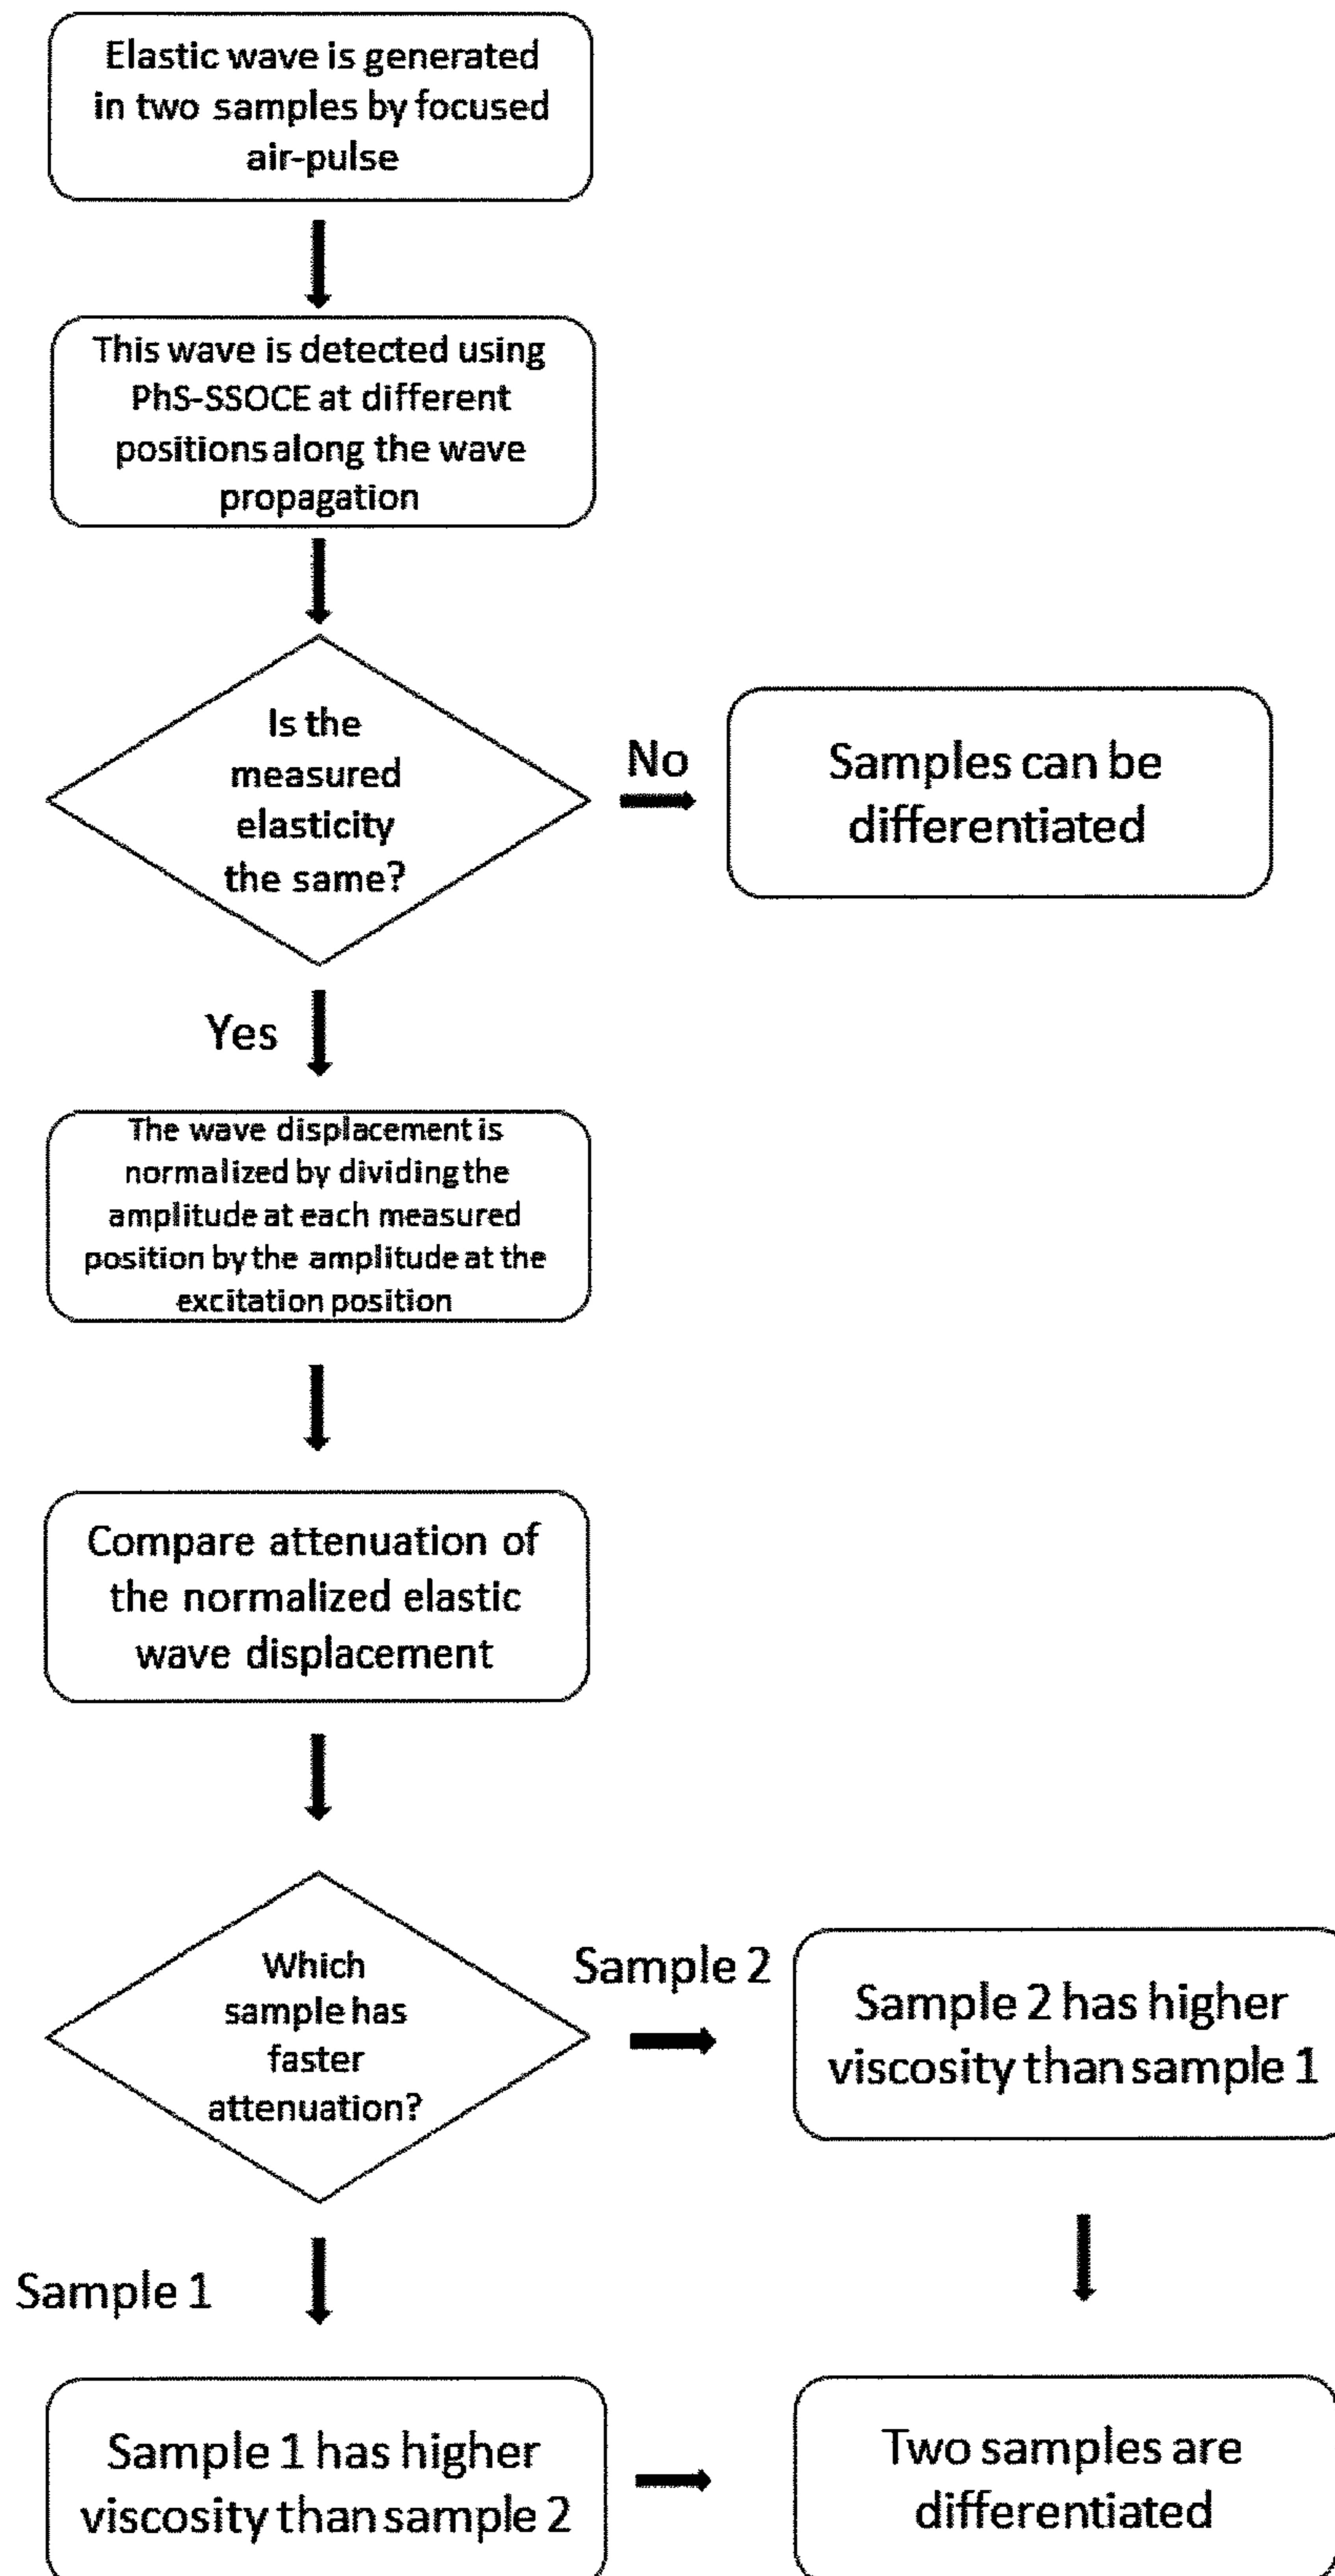 Elastic wave is generated
in two samples by focused
air-pulse
This wave is detected using
PhS-SSOCE at different
positions along the wave
propagation
Is the
measured
elasticity
the same?
No
Samples can be
differentiated
Yes
The wave displacement is
normalized by dividing the
amplitude at each measured
position by the amplitude at the
excitation position
Compare attenuation of
the normalized elastic
wave displacement
Which
sample has
faster
attenuation?
Sample 2
Sample 2 has higher
viscosity than sample 1
Sample 1
Sample 1 has higher
viscosity than sample 2
Two samples are
differentiated